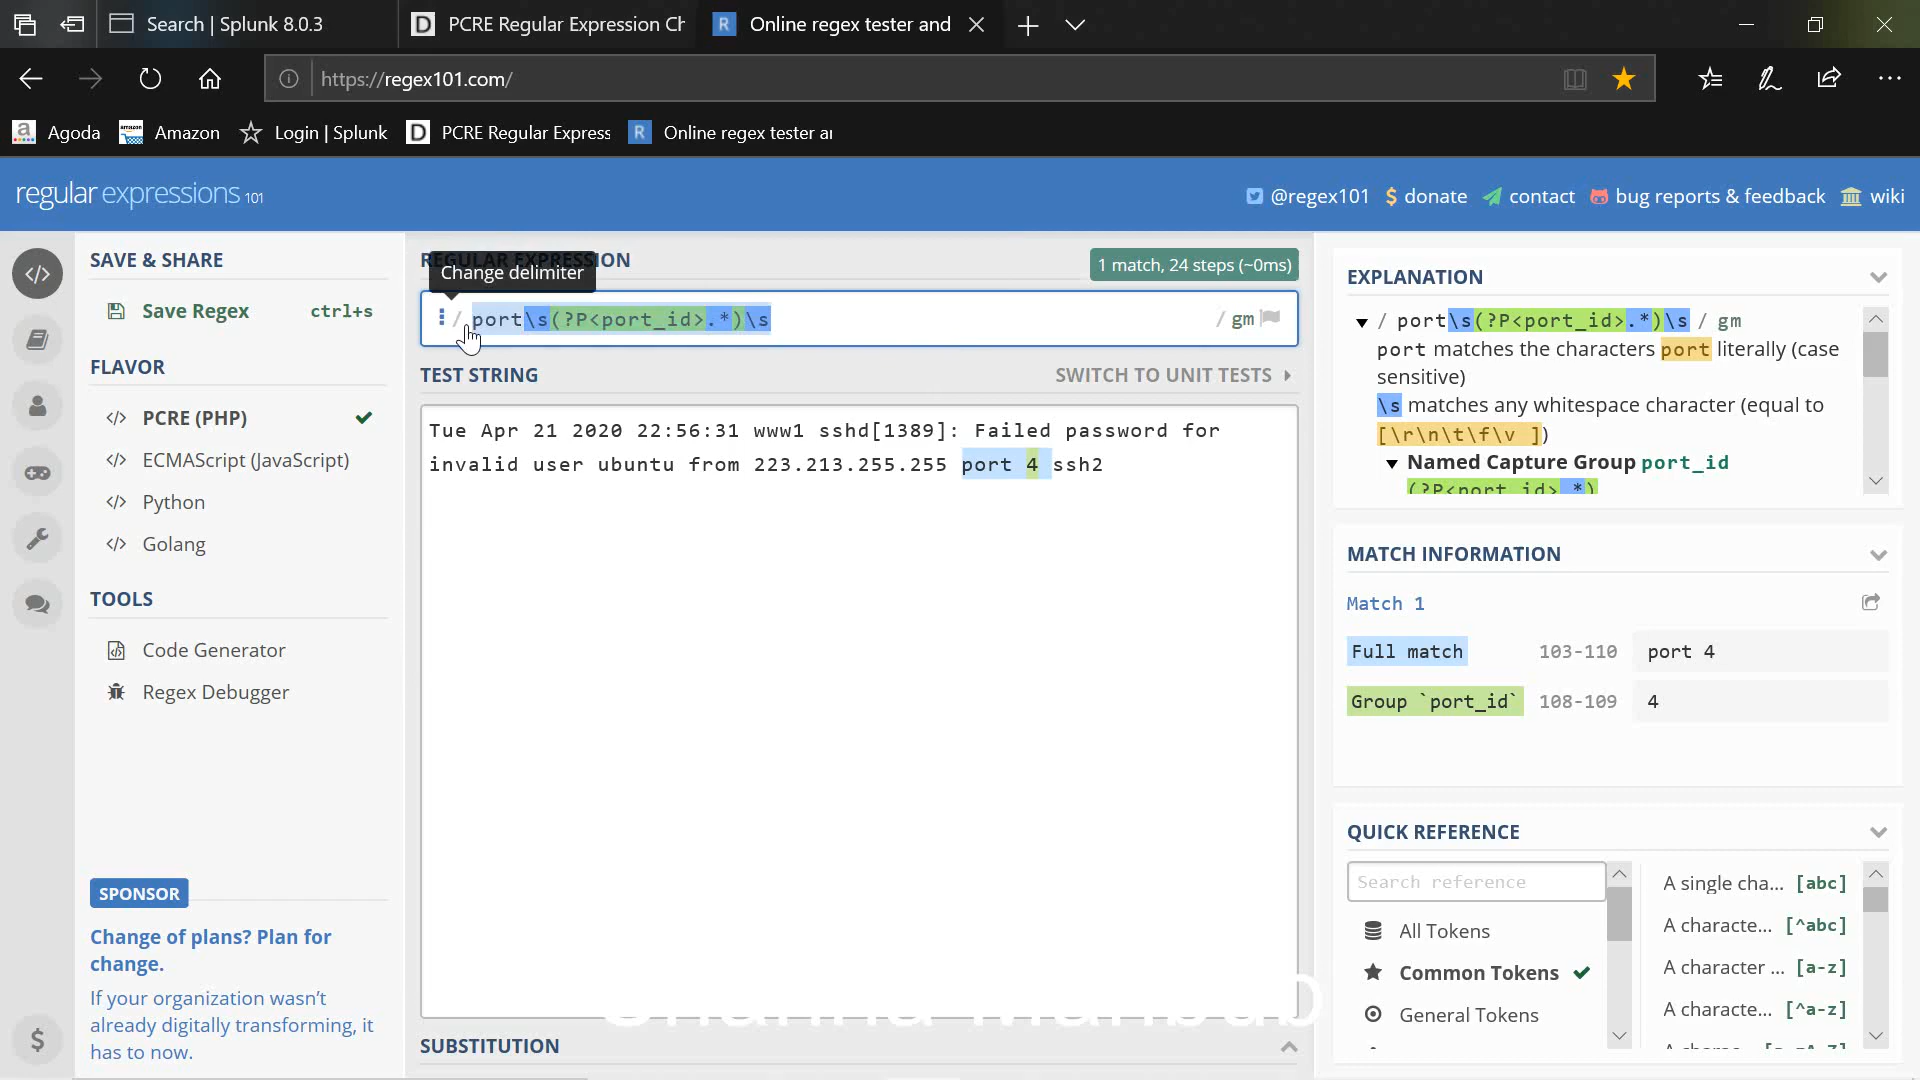 Search | Splunk 8.0.3
PCRE Regular Expression Ch
Online regex tester and
https://regex101.com/
Agoda
Amazon
Login | Splunk
PCRE Regular Express
Online regex tester ar
regular expressions 101
@regex101
$ donate
contact
bug reports & feedback
wiki
SAVE & SHARE
Save Regex ctrl+s
FLAVOR
PCRE (PHP)
ECMAScript (JavaScript)
Python
Golang
TOOLS
Code Generator
Regex Debugger
SPONSOR
Change of plans? Plan for
change.
If your organization wasn't
already digitally transforming, it
has to now.
REGULAR EXPRESSION
Change delimiter
1 match, 24 steps (~0ms)
/ port\s(?P<port_id>.*)\s / gm
TEST STRING
SWITCH TO UNIT TESTS
Tue Apr 21 2020 22:56:31 www1 sshd[1389]: Failed password for
invalid user ubuntu from 223.213.255.255 port 4 ssh2
SUBSTITUTION
EXPLANATION
/ port\s(?P<port_id>.*)\s / gm
port matches the characters port literally (case
sensitive)
\s matches any whitespace character (equal to
[\r\n\t\f\v ])
Named Capture Group port_id
(?P<port_id>.*)
MATCH INFORMATION
Match 1
Full match 103-110 port 4
Group `port_id` 108-109 4
QUICK REFERENCE
Search reference
All Tokens
Common Tokens
General Tokens
A single cha... [abc]
A characte... [^abc]
A character ... [a-z]
A characte... [^a-z]